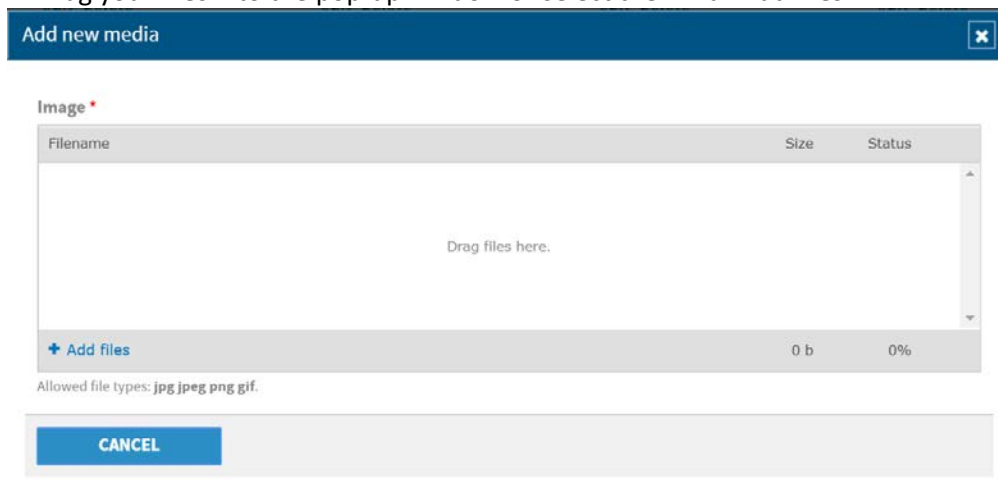 Add new media
Image *
Filename Size Status
Drag files here.
+ Add files 0 b 0%
Allowed file types: jpg jpeg png gif.
CANCEL